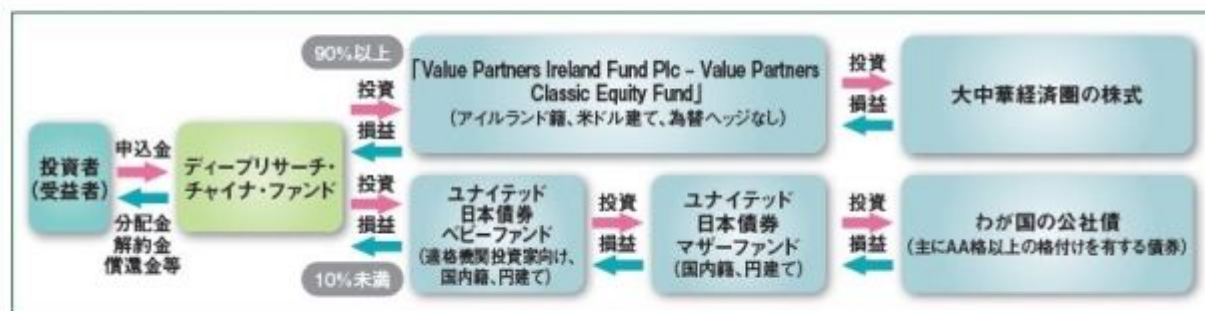 90%以上
投資
損益
「Value Partners Ireland Fund Plc – Value Partners
Classic Equity Fund」
(アイルランド籍、米ドル建て、為替ヘッジなし)
投資
損益
大中華経済圏の株式
投資者
(受益者)
申込金
分配金
解約金
償還金等
ディープリサーチ・
チャイナ・ファンド
投資
損益
10%未満
ユナイテッド
日本債券
ベビーファンド
(適格機関投資家向け、
国内籍、円建て)
投資
損益
ユナイテッド
日本債券
マザーファンド
(国内籍、円建て)
投資
損益
わが国の公社債
(主にAA格以上の格付けを有する債券)